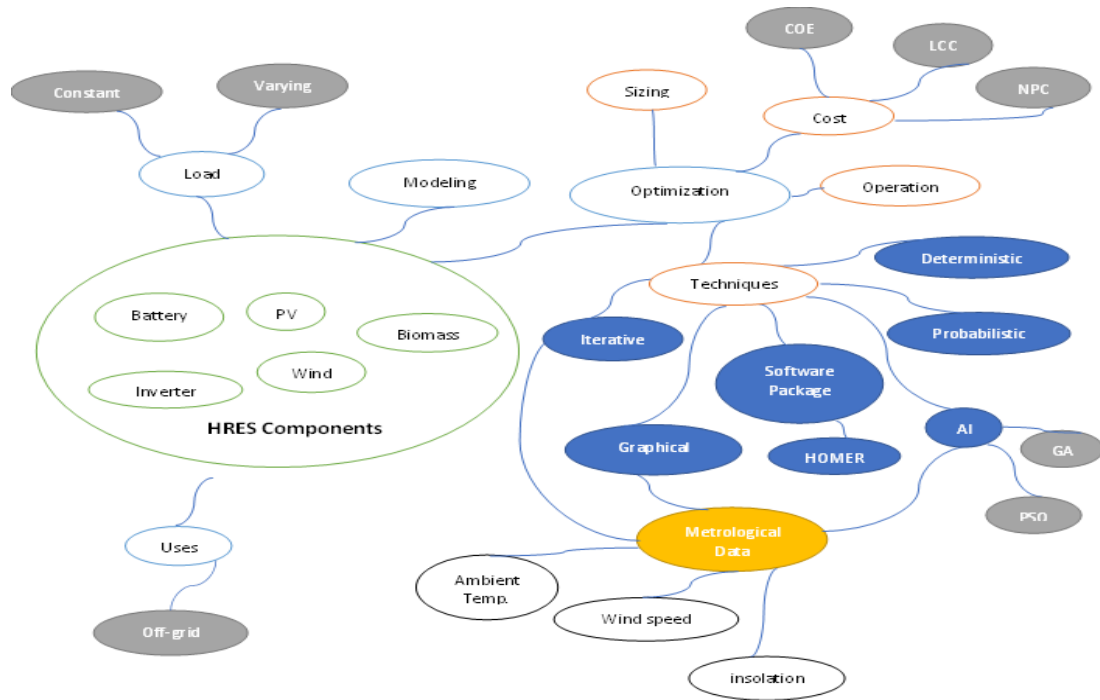 COE
LCC
NPC
Constant
Varying
Sizing
Cost
Load
Modeling
Optimization
Operation
Deterministic
Techniques
Battery
PV
Biomass
Iterative
Probabilistic
Wind
Inverter
Software
Package
HRES Components
Graphical
HOMER
AI
GA
PSO
Uses
Metrological
Data
Ambient
Temp.
Wind speed
Off-grid
insolation